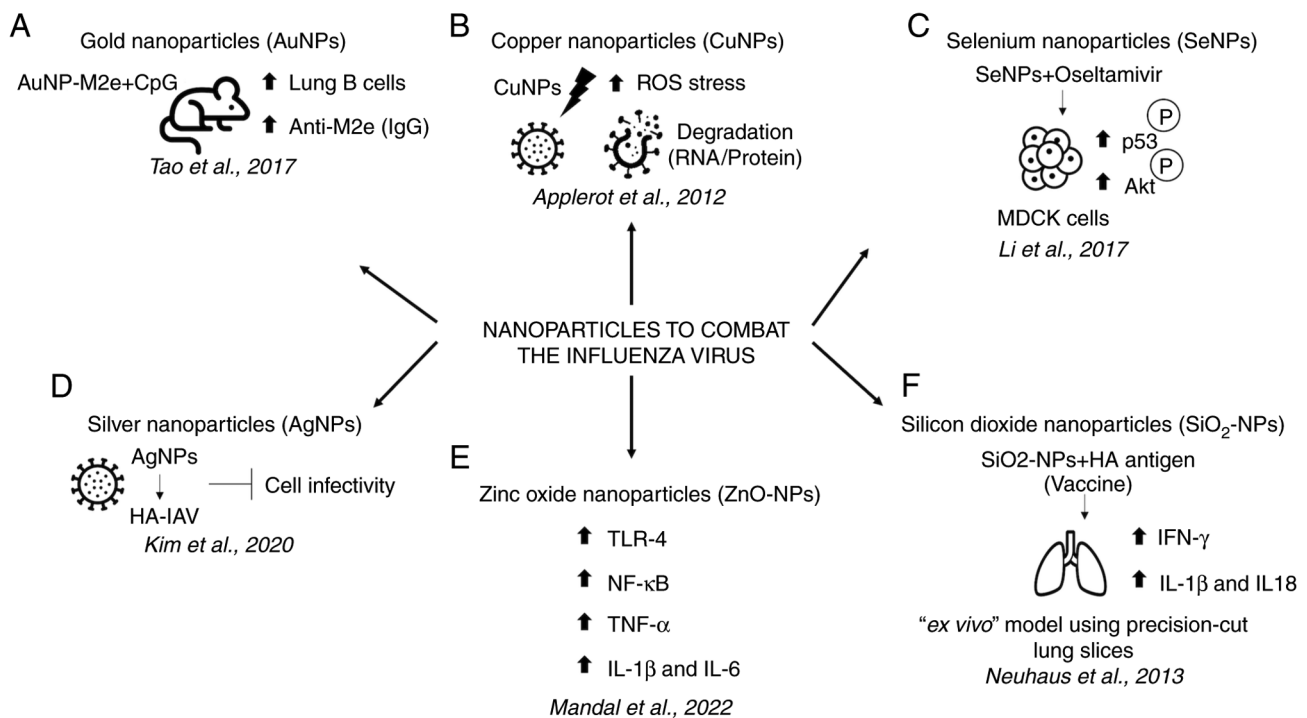 A
Gold nanoparticles (AuNPs)
AuNP-M2e+CpG
Lung B cells
Anti-M2e (IgG)
Tao et al., 2017
B
Copper nanoparticles (CuNPs)
CuNPs
ROS stress
Degradation
(RNA/Protein)
Applerot et al., 2012
C
Selenium nanoparticles (SeNPs)
SeNPs+Oseltamivir
P
p53
P
Akt
MDCK cells
Li et al., 2017
NANOPARTICLES TO COMBAT
THE INFLUENZA VIRUS
D
Silver nanoparticles (AgNPs)
AgNPs
Cell infectivity
HA-IAV
Kim et al., 2020
E
Zinc oxide nanoparticles (ZnO-NPs)
TLR-4
NF-κB
TNF-α
IL-1β and IL-6
Mandal et al., 2022
F
Silicon dioxide nanoparticles (SiO₂-NPs)
SiO2-NPs+HA antigen
(Vaccine)
IFN-γ
IL-1β and IL18
“ex vivo” model using precision-cut
lung slices
Neuhaus et al., 2013